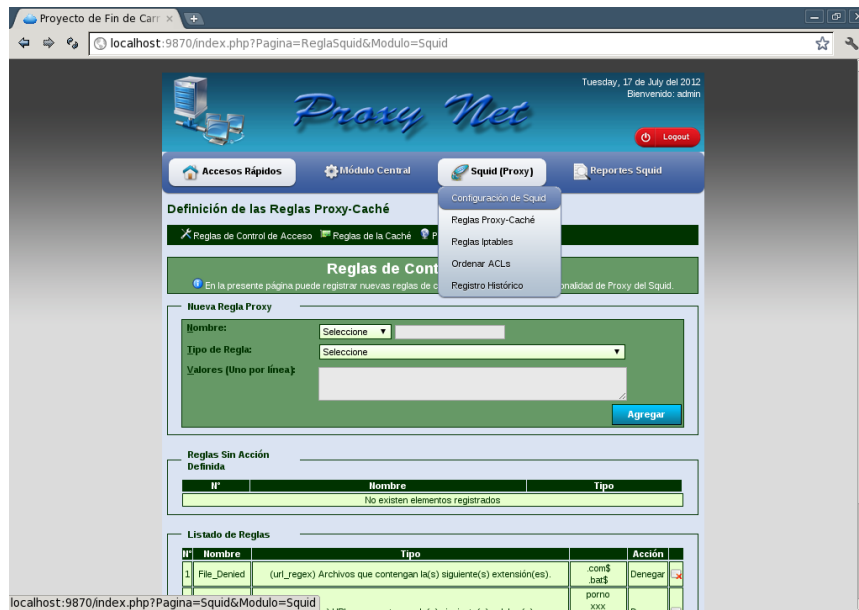 Proyecto de Fin de Carr
localhost:9870/index.php?Pagina=ReglaSquid&Modulo=Squid
Proxy Net
Tuesday, 17 de July del 2012
Bienvenido: admin
Logout
Accesos Rápidos
Módulo Central
Squid (Proxy)
Reportes Squid
Configuración de Squid
Reglas Proxy-Caché
Reglas Iptables
Ordenar ACLs
Registro Histórico
Definición de las Reglas Proxy-Caché
Reglas de Control de Acceso
Reglas de la Caché
P
Reglas de Cont
En la presente página puede registrar nuevas reglas de c
onalidad de Proxy del Squid.
Nueva Regla Proxy
Nombre:
Seleccione
Tipo de Regla:
Seleccione
Valores (Uno por línea):
Agregar
Reglas Sin Acción
Definida
N° Nombre Tipo
No existen elementos registrados
Listado de Reglas
N° Nombre Tipo Acción
1 File_Denied (url_regex) Archivos que contengan la(s) siguiente(s) extensión(es). .com$ Denegar
.bat$
porno
xxx
localhost:9870/index.php?Pagina=Squid&Modulo=Squid